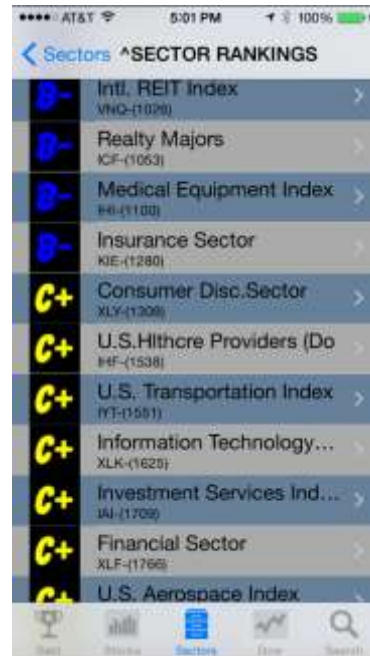 AT&T 5:01 PM 100%
Sectors ^SECTOR RANKINGS
B- Intl. REIT Index
VNQ-(1026)
B- Realty Majors
ICF-(1053)
B- Medical Equipment Index
IHI-(1100)
B- Insurance Sector
KIE-(1280)
C+ Consumer Disc.Sector
XLY-(1309)
C+ U.S.Hlthcre Providers (Do
IHF-(1538)
C+ U.S. Transportation Index
IYT-(1551)
C+ Information Technology...
XLK-(1625)
C+ Investment Services Ind...
IAI-(1709)
C+ Financial Sector
XLF-(1766)
C+ U.S. Aerospace Index
Stocks Sectors Dow Search